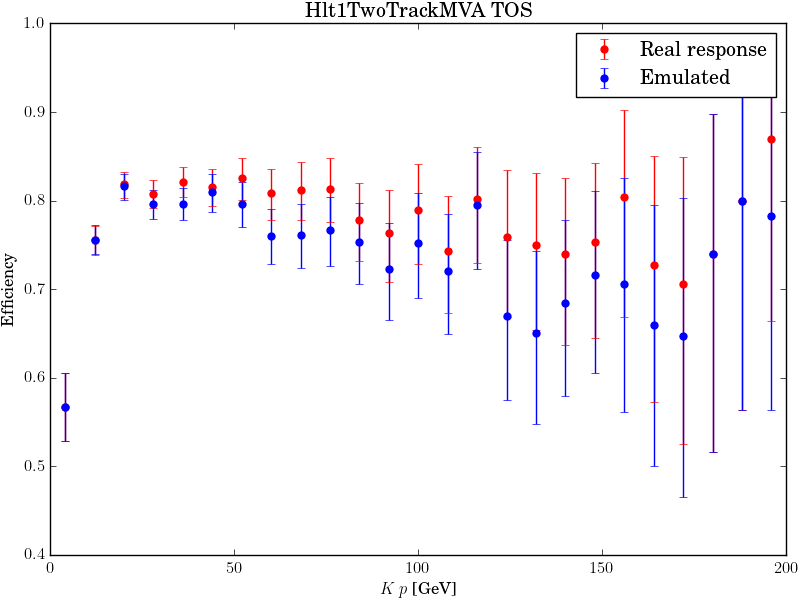 Hlt1TwoTrackMVA TOS
1.0
0.9
0.8
0.7
0.6
0.5
0.4
Efficiency
Real response
Emulated
0 50 100 150 200
K p [GeV]